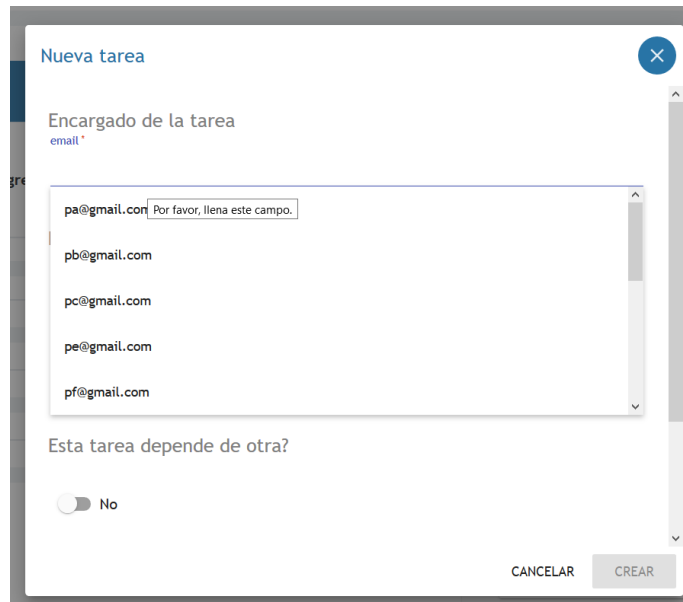 Nueva tarea
Encargado de la tarea
email *
gre
pa@gmail.com
Por favor, llena este campo.
pb@gmail.com
pc@gmail.com
pe@gmail.com
pf@gmail.com
Esta tarea depende de otra?
No
CANCELAR
CREAR